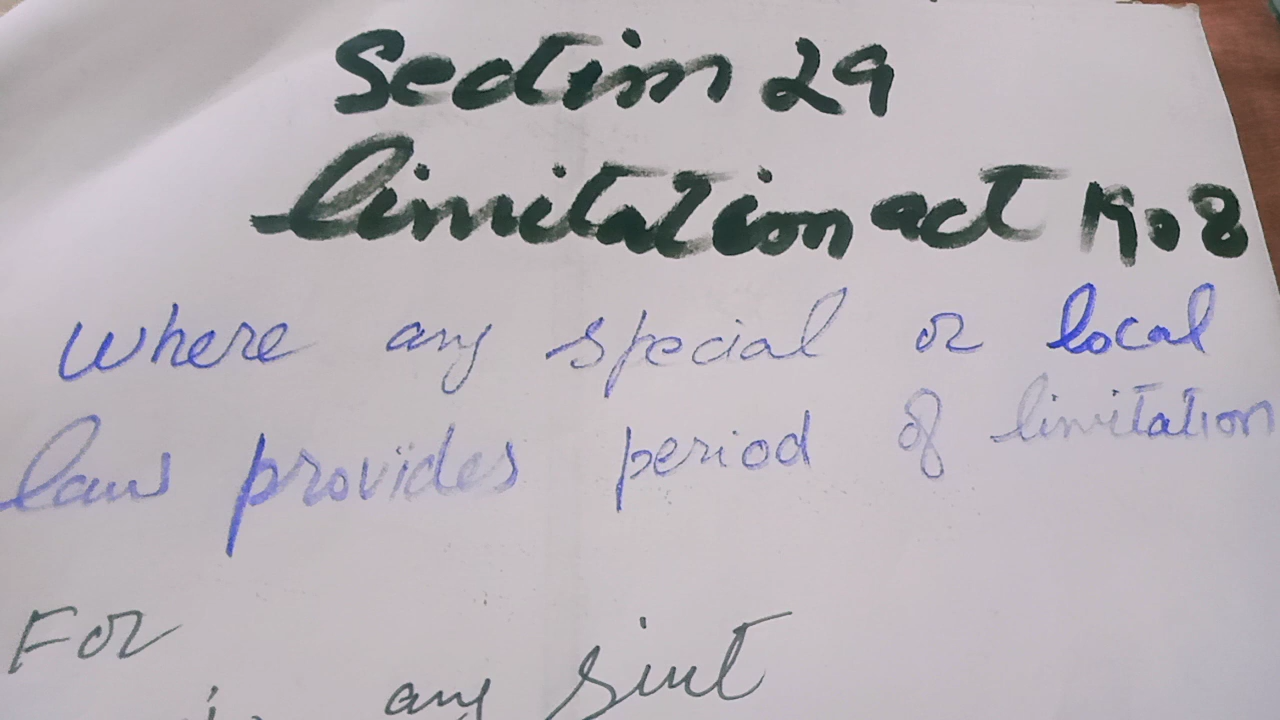 Section 29
limitation act 1908
where any special or local
law provides period of limitation
For
any suit